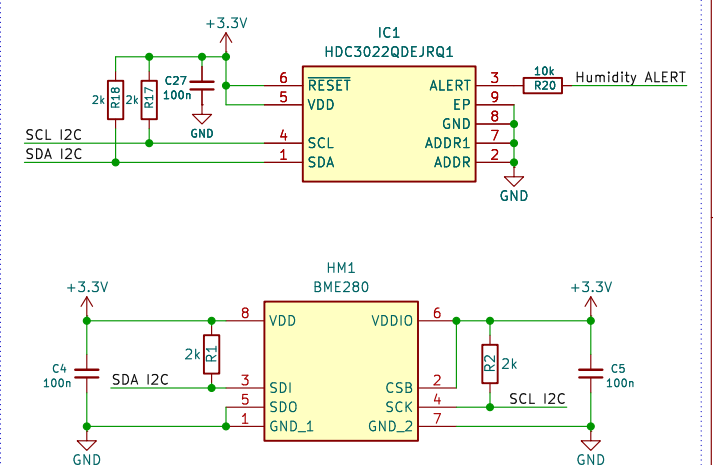 +3.3V
IC1
HDC3022QDEJRQ1
C27
100n
2k
R18
2k
R17
GND
6
RESET
5
VDD
4
SCL
1
SDA
ALERT
3
EP
9
GND
8
ADDR1
7
ADDR
2
10k
R20
Humidity ALERT
SCL I2C
SDA I2C
GND
HM1
BME280
+3.3V
+3.3V
8
VDD
VDDIO
6
2k
R1
R2
2k
C4
100n
C5
100n
SDA I2C
3
SDI
CSB
2
5
SDO
SCK
4
SCL I2C
1
GND_1
GND_2
7
GND
GND